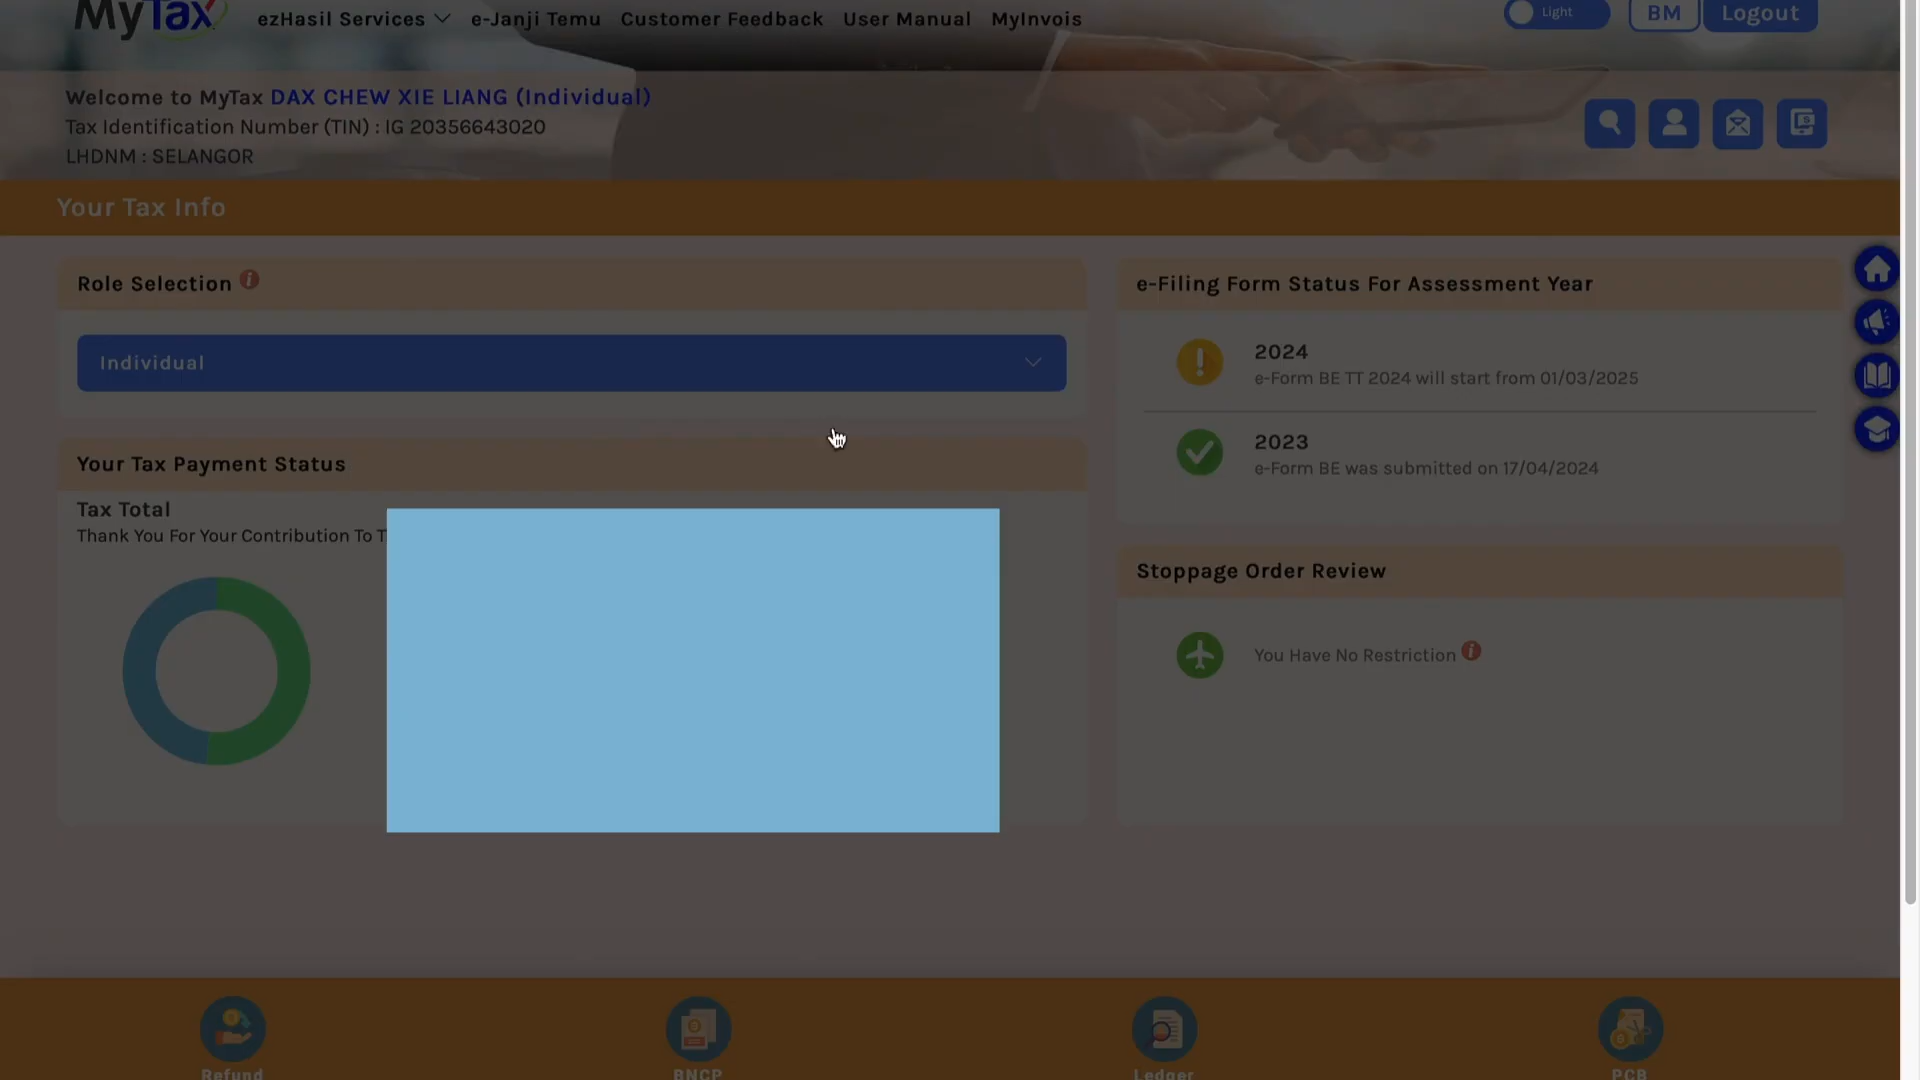 MyTax
ezHasil Services
e-Janji Temu
Customer Feedback
User Manual
MyInvois
Light
BM
Logout
Welcome to MyTax DAX CHEW XIE LIANG (Individual)
Tax Identification Number (TIN) : IG 20356643020
LHDNM : SELANGOR
Your Tax Info
Role Selection
Individual
e-Filing Form Status For Assessment Year
2024
e-Form BE TT 2024 will start from 01/03/2025
2023
e-Form BE was submitted on 17/04/2024
Your Tax Payment Status
Tax Total
Thank You For Your Contribution To T
Stoppage Order Review
You Have No Restriction
Refund
BNCP
Ledger
PCB